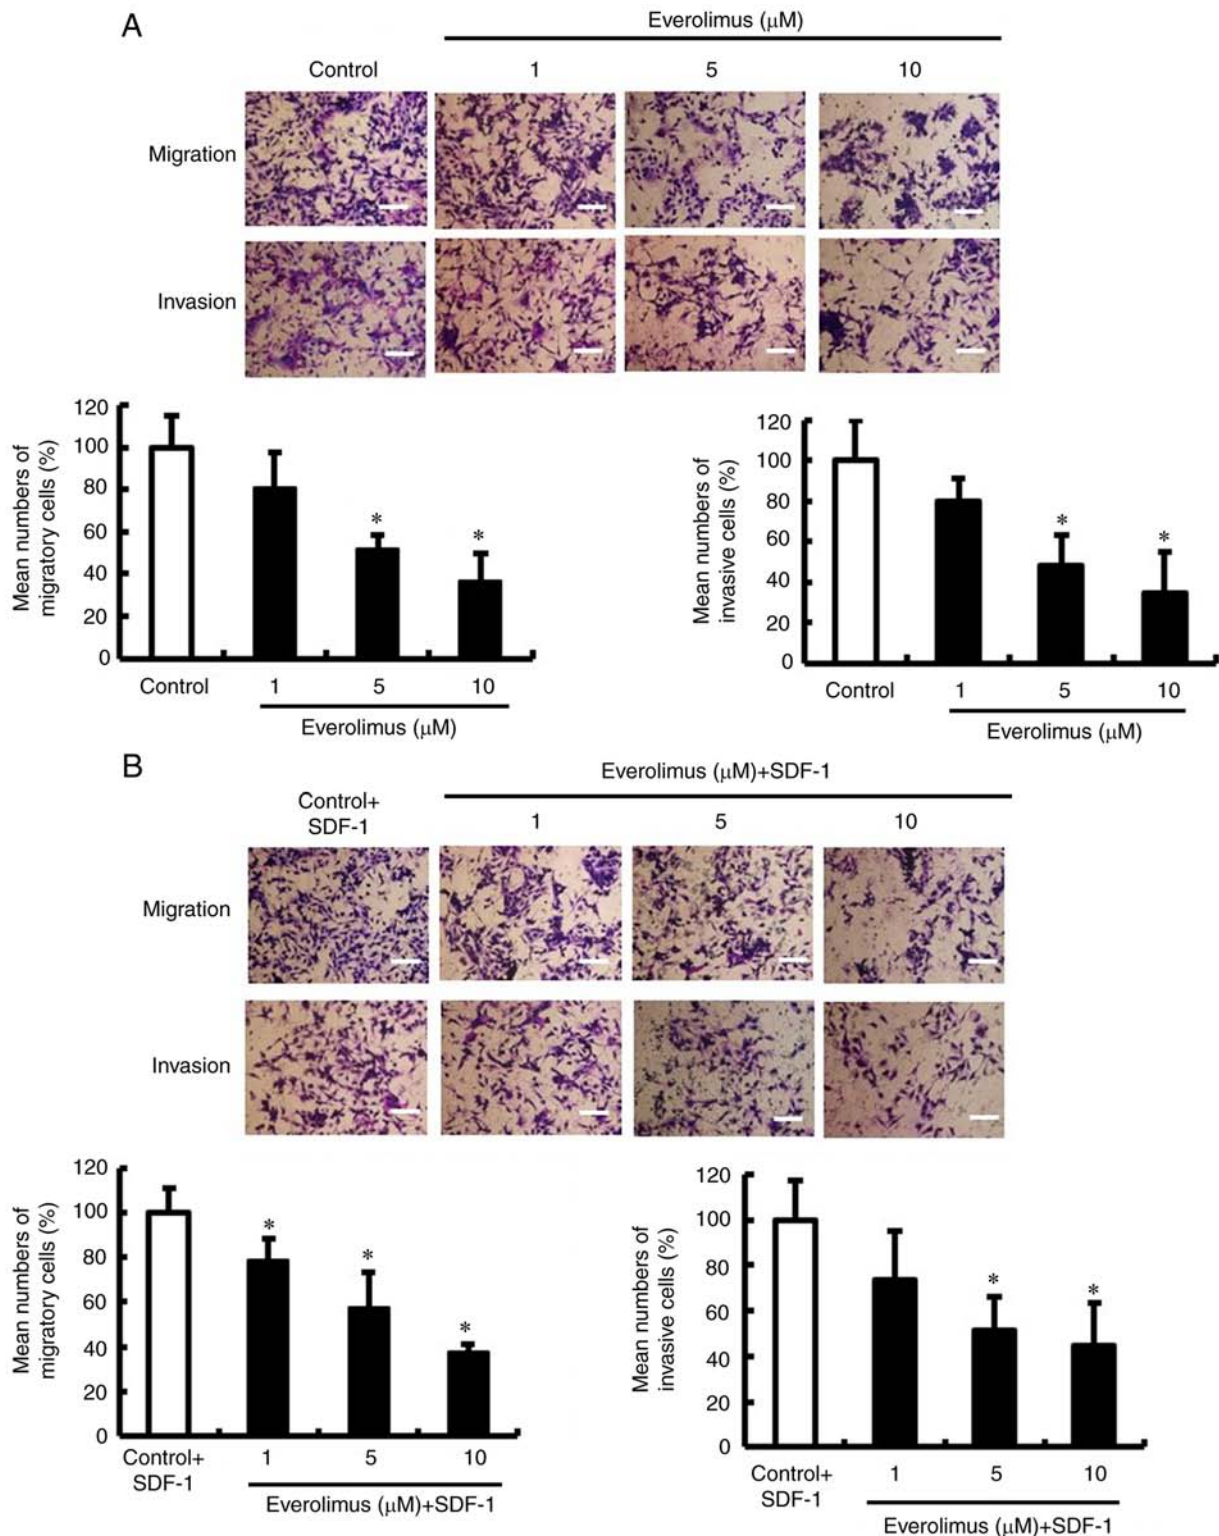 A
Everolimus (μM)
Control 1 5 10
Migration
Invasion
Mean numbers of
migratory cells (%)
120
100
80
60
40
20
0
*
*
Control 1 5 10
Everolimus (μM)
Mean numbers of
invasive cells (%)
120
100
80
60
40
20
0
*
*
Control 1 5 10
Everolimus (μM)
B
Everolimus (μM)+SDF-1
Control+
SDF-1
1 5 10
Migration
Invasion
Mean numbers of
migratory cells (%)
120
100
80
60
40
20
0
*
*
*
Control+
SDF-1
1 5 10
Everolimus (μM)+SDF-1
Mean numbers of
invasive cells (%)
120
100
80
60
40
20
0
*
*
Control+
SDF-1
1 5 10
Everolimus (μM)+SDF-1